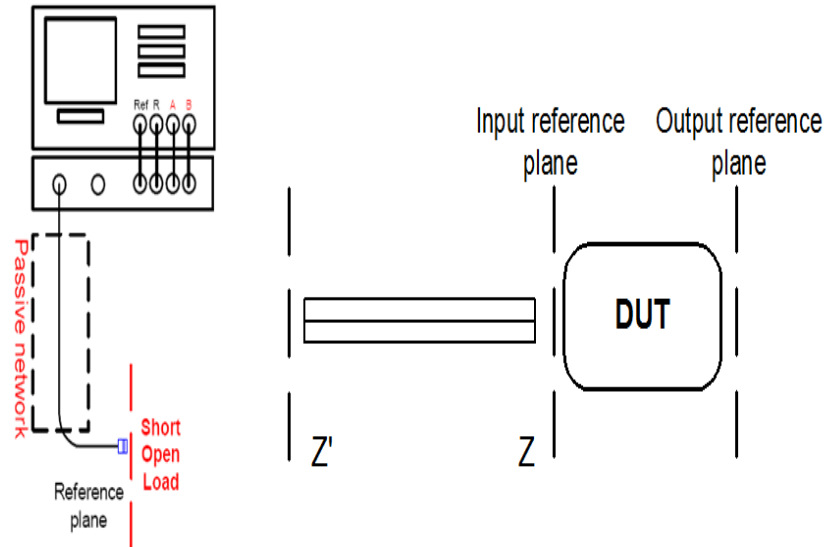 Ref R A B
Passive network
Short
Open
Load
Reference
plane
Input reference
plane
Output reference
plane
DUT
Z'
Z